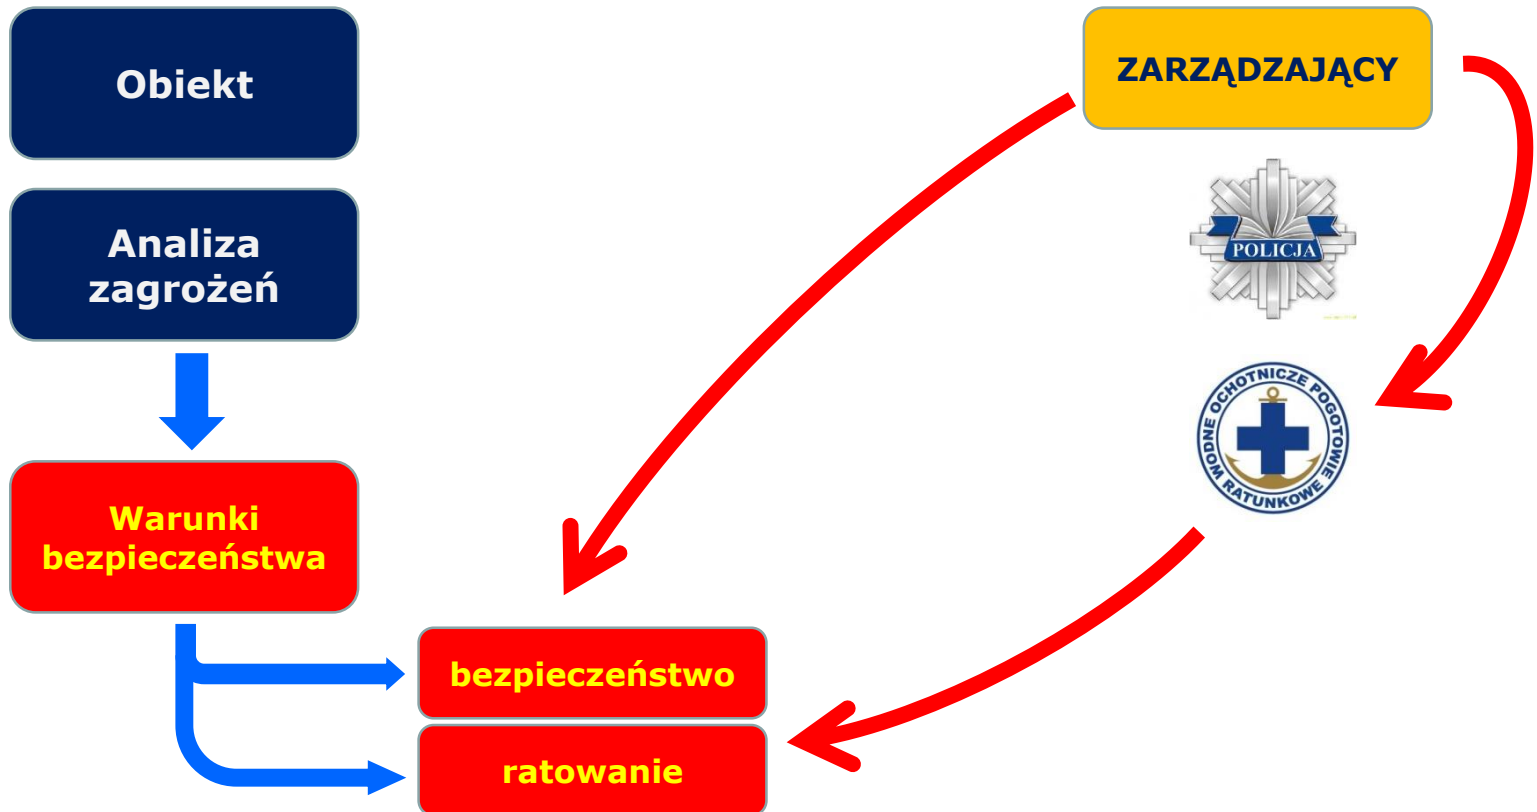 Obiekt
ZARZĄDZAJĄCY
Analiza
zagrożeń
POLICJA
WODNE OCHOTNICZE POGOTOWIE
RATUNKOWE
Warunki
bezpieczeństwa
bezpieczeństwo
ratowanie